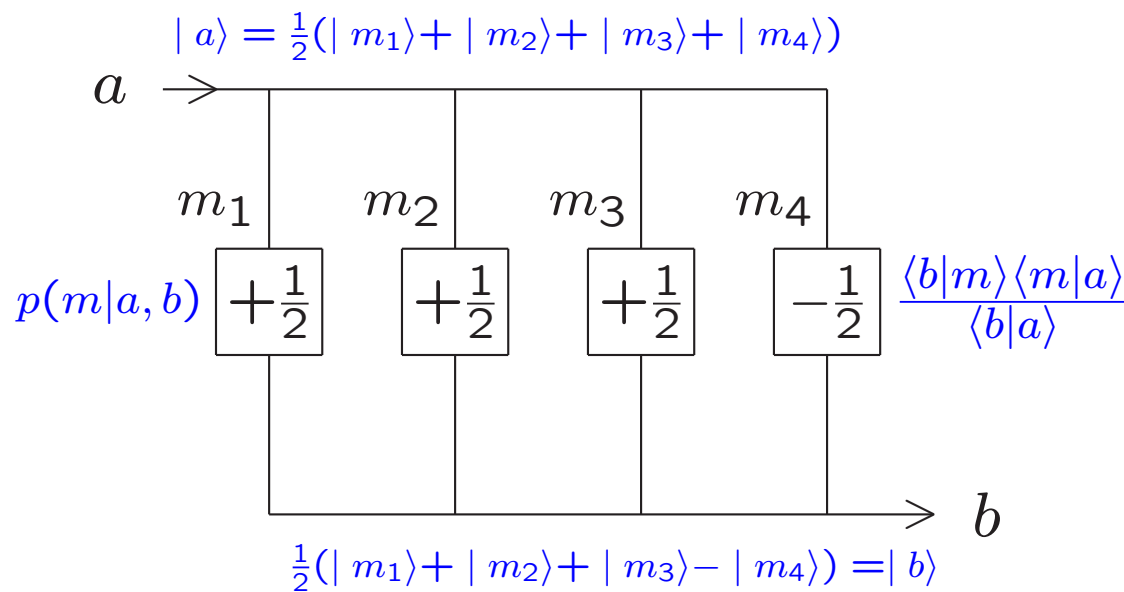 | a⟩ = 1/2(| m₁⟩+ | m₂⟩+ | m₃⟩+ | m₄⟩)
a
m₁ m₂ m₃ m₄
p(m|a, b) +1/2 +1/2 +1/2 −1/2 ⟨b|m⟩⟨m|a⟩/⟨b|a⟩
b
1/2(| m₁⟩+ | m₂⟩+ | m₃⟩− | m₄⟩) =| b⟩